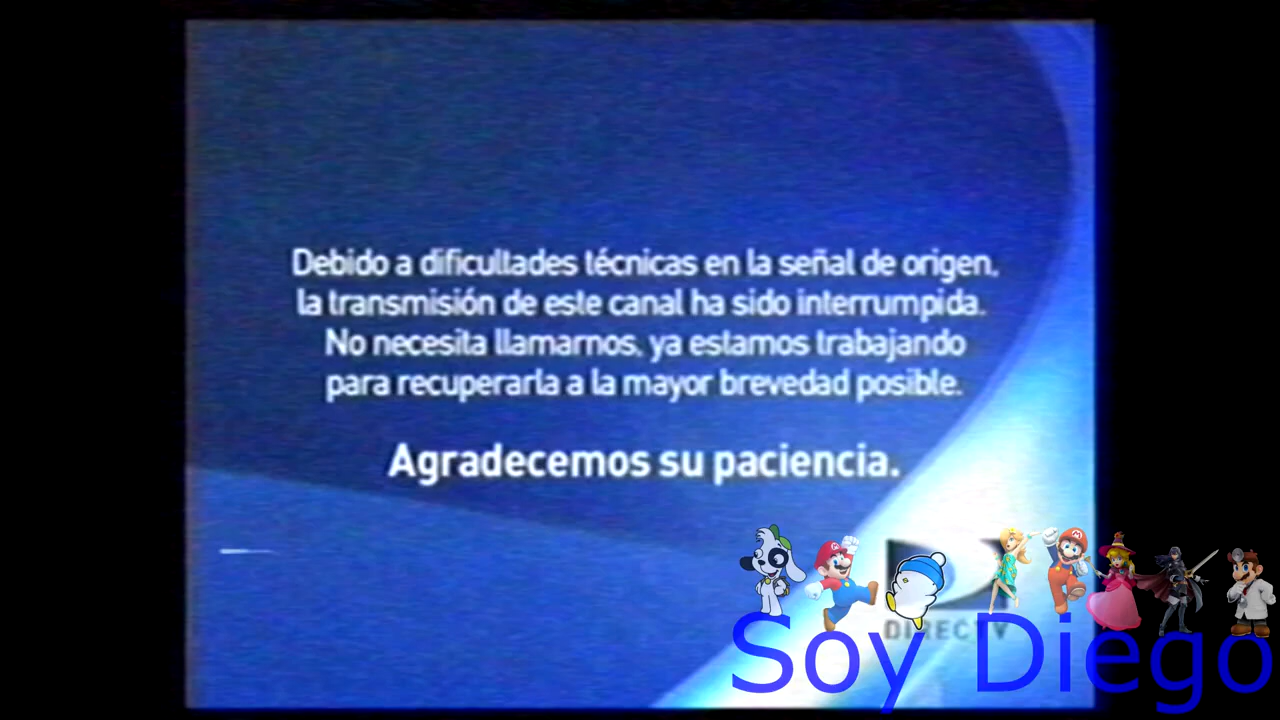 Debido a dificultades técnicas en la señal de origen,
la transmisión de este canal ha sido interrumpida.
No necesita llamarnos, ya estamos trabajando
para recuperarla a la mayor brevedad posible.
Agradecemos su paciencia.
DIRECTV
Soy Diego